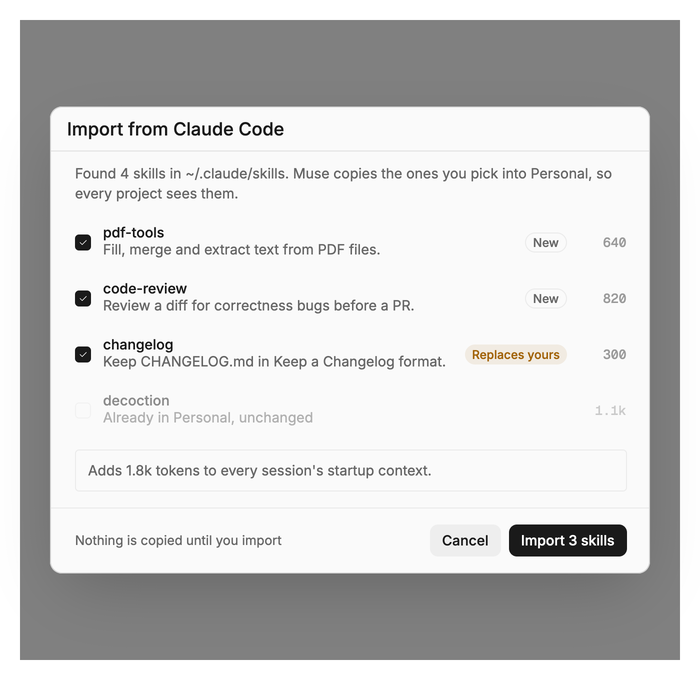 Import from Claude Code
Found 4 skills in ~/.claude/skills. Muse copies the ones you pick into Personal, so
every project sees them.
pdf-tools
Fill, merge and extract text from PDF files.
New
640
code-review
Review a diff for correctness bugs before a PR.
New
820
changelog
Keep CHANGELOG.md in Keep a Changelog format.
Replaces yours
300
decoction
Already in Personal, unchanged
1.1k
Adds 1.8k tokens to every session's startup context.
Nothing is copied until you import
Cancel
Import 3 skills